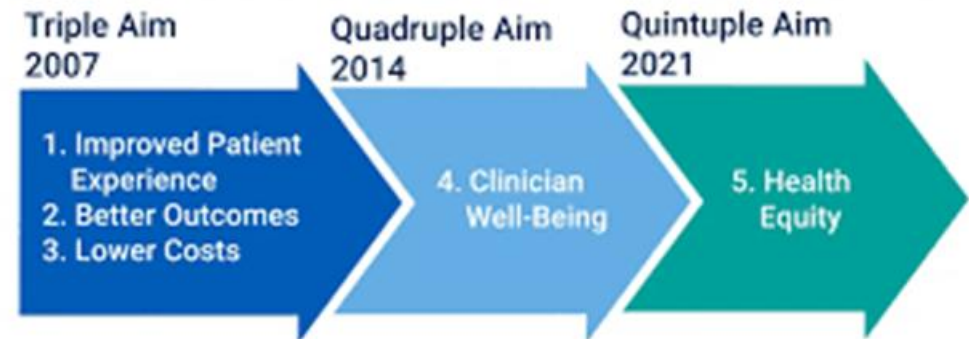 Triple Aim
2007
Quadruple Aim
2014
Quintuple Aim
2021
1. Improved Patient
Experience
2. Better Outcomes
3. Lower Costs
4. Clinician
Well-Being
5. Health
Equity